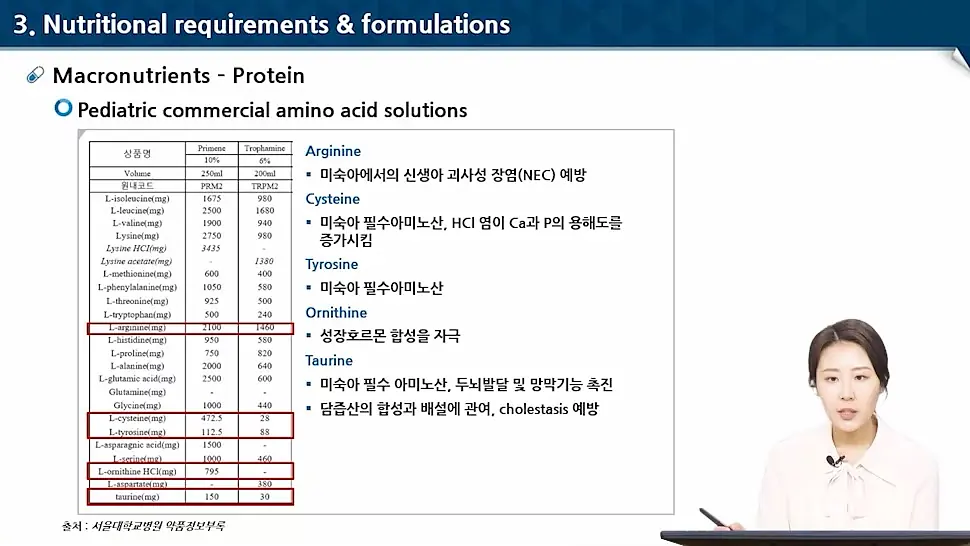 3. Nutritional requirements & formulations
Macronutrients - Protein
Pediatric commercial amino acid solutions
상품명 Primene Trophamine
10% 6%
Volume 250ml 200ml
원내코드 PRM2 TRPM2
L-isoleucine(mg) 1675 980
L-leucine(mg) 2500 1680
L-valine(mg) 1900 940
Lysine(mg) 2750 980
Lysine HCl(mg) 3435 -
Lysine acetate(mg) - 1380
L-methionine(mg) 600 400
L-phenylalanine(mg) 1050 580
L-threonine(mg) 925 500
L-tryptophan(mg) 500 240
L-arginine(mg) 2100 1460
L-histidine(mg) 950 580
L-proline(mg) 750 820
L-alanine(mg) 2000 640
L-glutamic acid(mg) 2500 600
Glutamine(mg) - -
Glycine(mg) 1000 440
L-cysteine(mg) 472.5 28
L-tyrosine(mg) 112.5 88
L-asparagnic acid(mg) 1500 -
L-serine(mg) 1000 460
L-ornithine HCl(mg) 795 -
L-aspartate(mg) - 380
taurine(mg) 150 30
Arginine
▪ 미숙아에서의 신생아 괴사성 장염(NEC) 예방
Cysteine
▪ 미숙아 필수아미노산, HCl 염이 Ca과 P의 용해도를
증가시킴
Tyrosine
▪ 미숙아 필수아미노산
Ornithine
▪ 성장호르몬 합성을 자극
Taurine
▪ 미숙아 필수 아미노산, 두뇌발달 및 망막기능 촉진
▪ 담즙산의 합성과 배설에 관여, cholestasis 예방
출처 : 서울대학교병원 약품정보부록